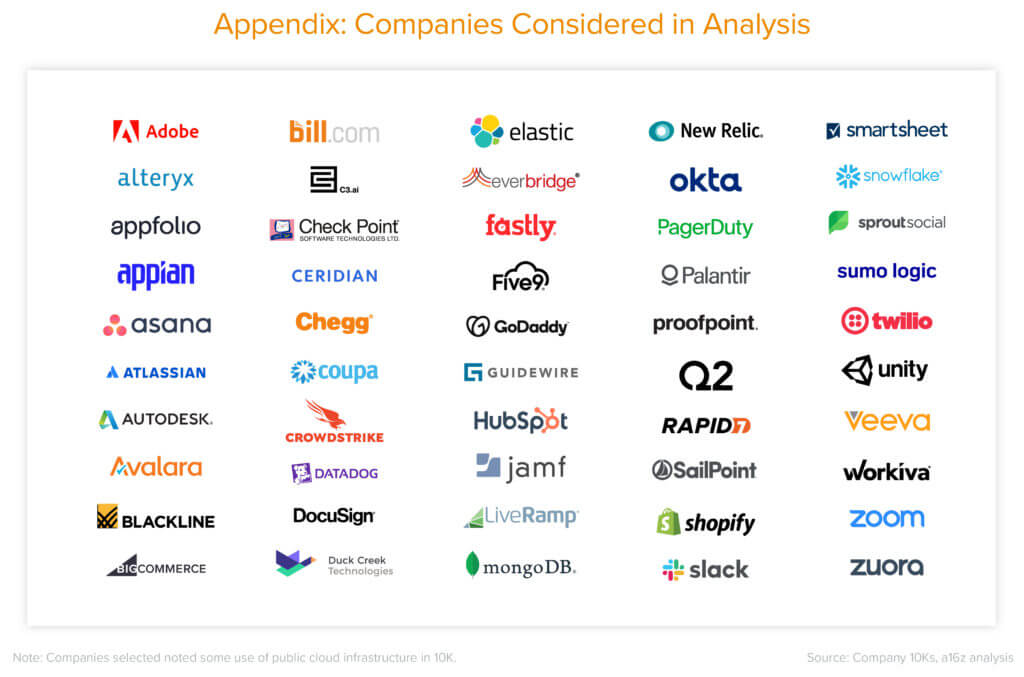 Appendix: Companies Considered in Analysis
Adobe
bill.com
elastic
New Relic.
smartsheet
alteryx
C3.ai
everbridge®
okta
snowflake®
appfolio
Check Point®
SOFTWARE TECHNOLOGIES LTD.
fastly®
PagerDuty
sproutsocial
appian
CERIDIAN
Five9®
Palantir
sumo logic
asana
Chegg®
GoDaddy™
proofpoint.
twilio
ATLASSIAN
coupa
GUIDEWIRE
Q2
unity
AUTODESK®
CROWDSTRIKE
HubSpot
RAPID7
Veeva
Avalara
DATADOG
jamf
SailPoint
workiva®
BLACKLINE
DocuSign®
LiveRamp®
shopify
zoom
BIGCOMMERCE
Duck Creek
Technologies
mongoDB®
slack
zuora
Note: Companies selected noted some use of public cloud infrastructure in 10K.
Source: Company 10Ks, a16z analysis